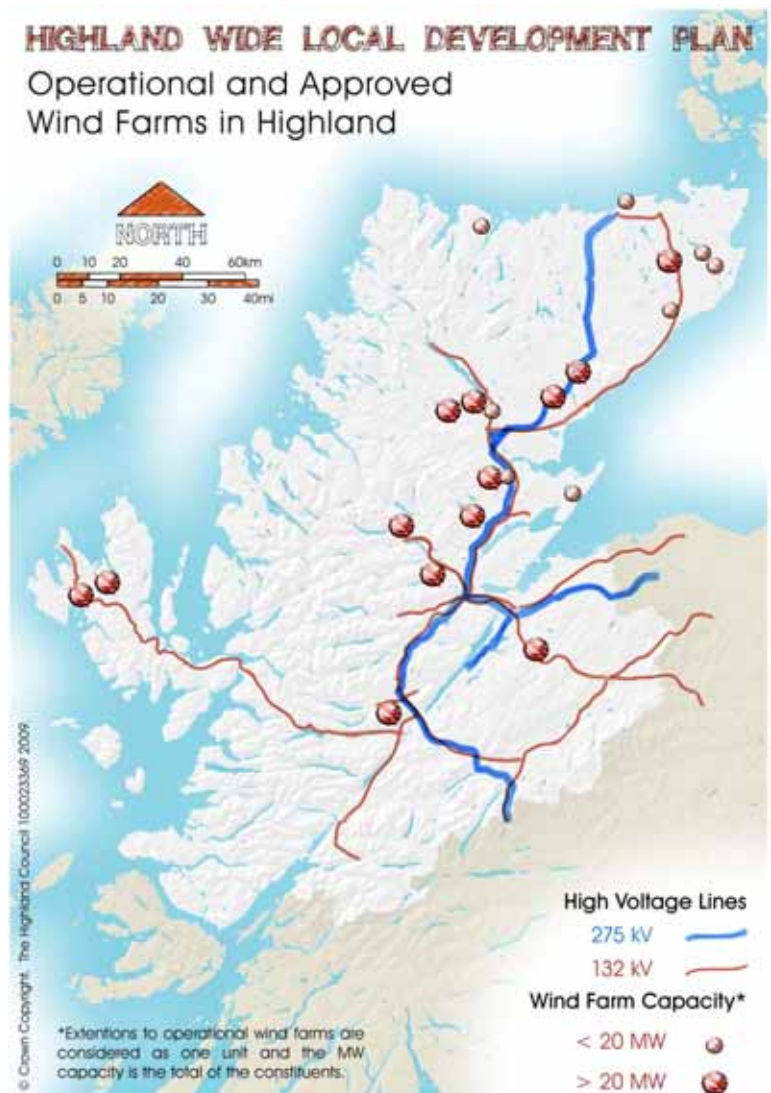 HIGHLAND WIDE LOCAL DEVELOPMENT PLAN
Operational and Approved
Wind Farms in Highland
NORTH
0 10 20 40 60km
0 5 10 20 30 40mi
High Voltage Lines
275 kV
132 kV
Wind Farm Capacity*
< 20 MW
> 20 MW
*Extentions to operational wind farms are
considered as one unit and the MW
capacity is the total of the constituents.
© Crown Copyright. The Highland Council 100023369 2009